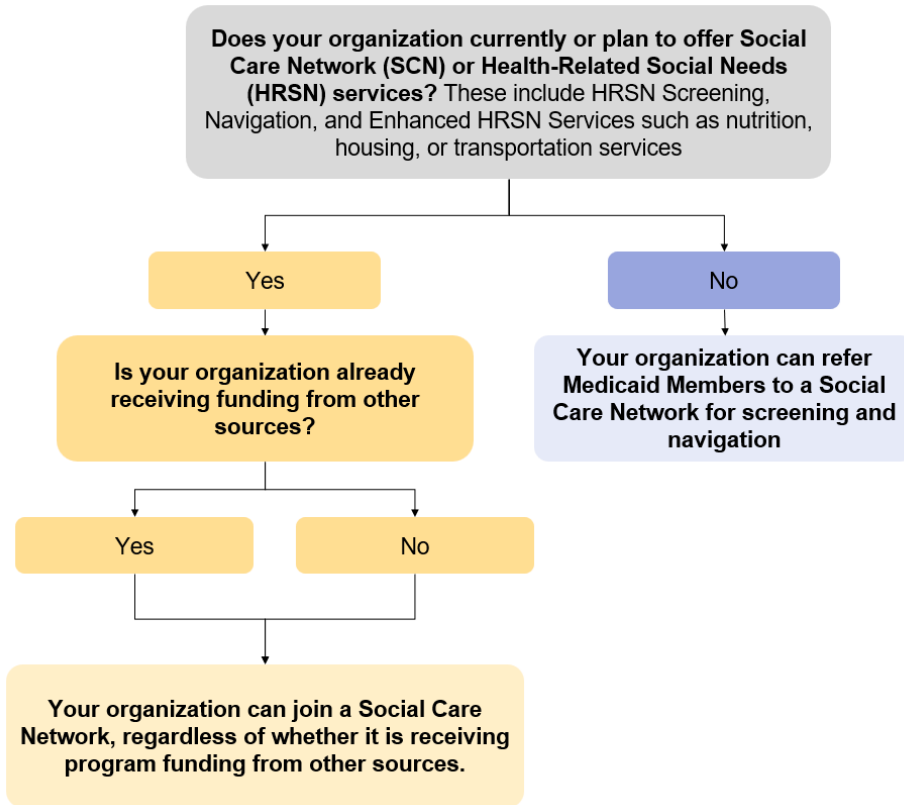 Does your organization currently or plan to offer Social
Care Network (SCN) or Health-Related Social Needs
(HRSN) services? These include HRSN Screening,
Navigation, and Enhanced HRSN Services such as nutrition,
housing, or transportation services
Yes
No
Is your organization already
receiving funding from other
sources?
Your organization can refer
Medicaid Members to a Social
Care Network for screening and
navigation
Yes
No
Your organization can join a Social Care
Network, regardless of whether it is receiving
program funding from other sources.